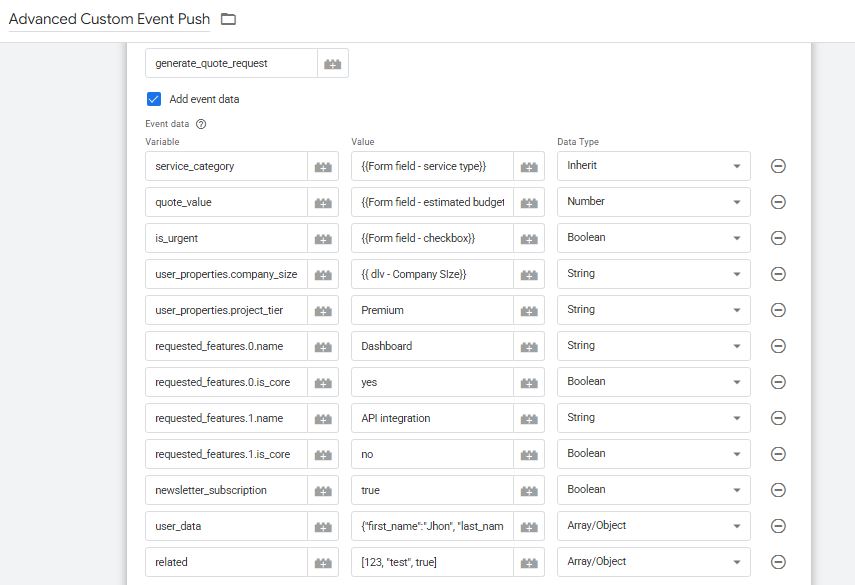 Advanced Custom Event Push
generate_quote_request
Add event data
Event data
Variable Value Data Type
service_category {{Form field - service type}} Inherit
quote_value {{Form field - estimated budget Number
is_urgent {{Form field - checkbox}} Boolean
user_properties.company_size {{ dlv - Company SIze}} String
user_properties.project_tier Premium String
requested_features.0.name Dashboard String
requested_features.0.is_core yes Boolean
requested_features.1.name API integration String
requested_features.1.is_core no Boolean
newsletter_subscription true Boolean
user_data {"first_name":"Jhon", "last_nam Array/Object
related [123, "test", true] Array/Object